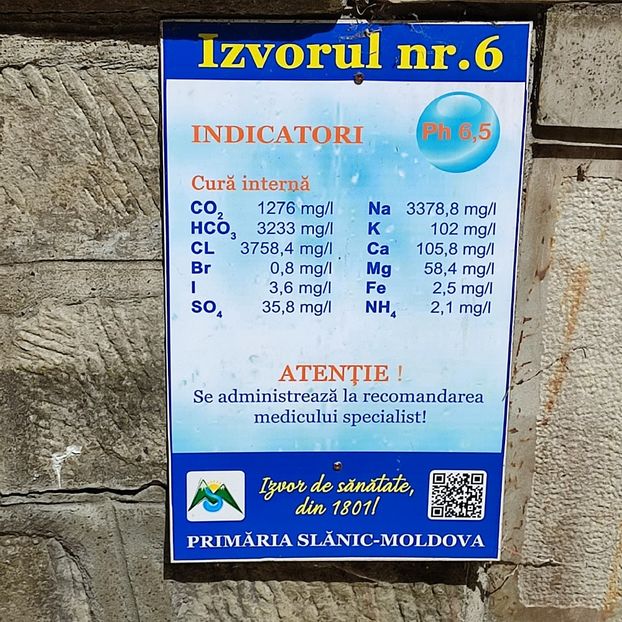 Izvorul nr.6
INDICATORI
Ph 6,5
Cură internă
CO₂ 1276 mg/l Na 3378,8 mg/l
HCO₃ 3233 mg/l K 102 mg/l
CL 3758,4 mg/l Ca 105,8 mg/l
Br 0,8 mg/l Mg 58,4 mg/l
I 3,6 mg/l Fe 2,5 mg/l
SO₄ 35,8 mg/l NH₄ 2,1 mg/l
ATENŢIE !
Se administrează la recomandarea
medicului specialist!
Izvor de sănătate,
din 1801!
PRIMĂRIA SLĂNIC-MOLDOVA